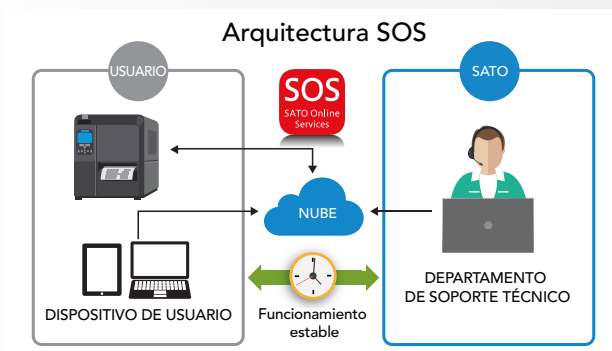 Arquitectura SOS
USUARIO
SATO
SOS
SATO Online
Services
NUBE
DISPOSITIVO DE USUARIO
Funcionamiento
estable
DEPARTAMENTO
DE SOPORTE TÉCNICO